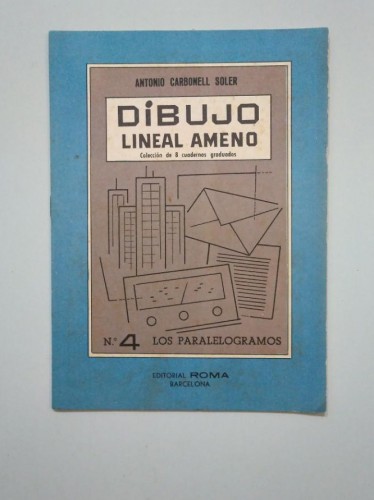 ANTONIO CARBONELL SOLER
DiBUJO
LINEAL AMENO
Colección de 8 cuadernos graduados
N.º 4 LOS PARALELOGRAMOS
EDITORIAL ROMA
BARCELONA